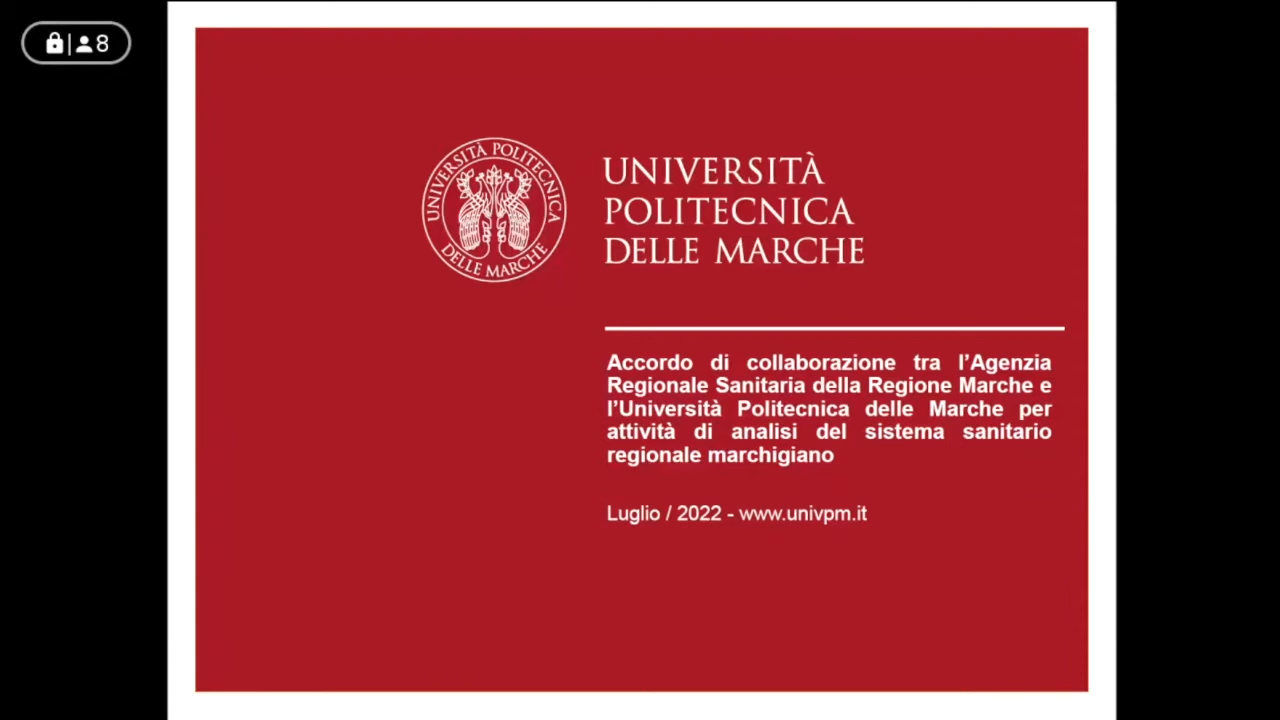 8
UNIVERSITÀ POLITECNICA
DELLE MARCHE
UNIVERSITÀ
POLITECNICA
DELLE MARCHE
Accordo di collaborazione tra l’Agenzia
Regionale Sanitaria della Regione Marche e
l’Università Politecnica delle Marche per
attività di analisi del sistema sanitario
regionale marchigiano
Luglio / 2022 - www.univpm.it